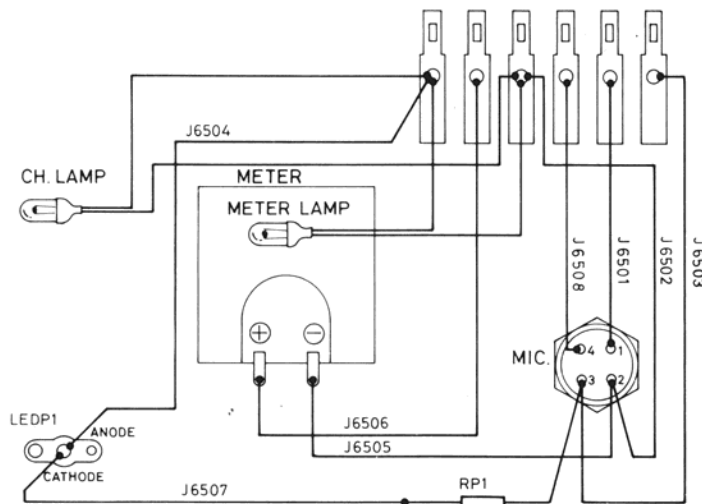 J6504
CH. LAMP
METER
METER LAMP
+
−
J6508
J6501
J6502
J6503
MIC.
4
1
3
2
LEDP1
ANODE
CATHODE
J6506
J6505
J6507
RP1